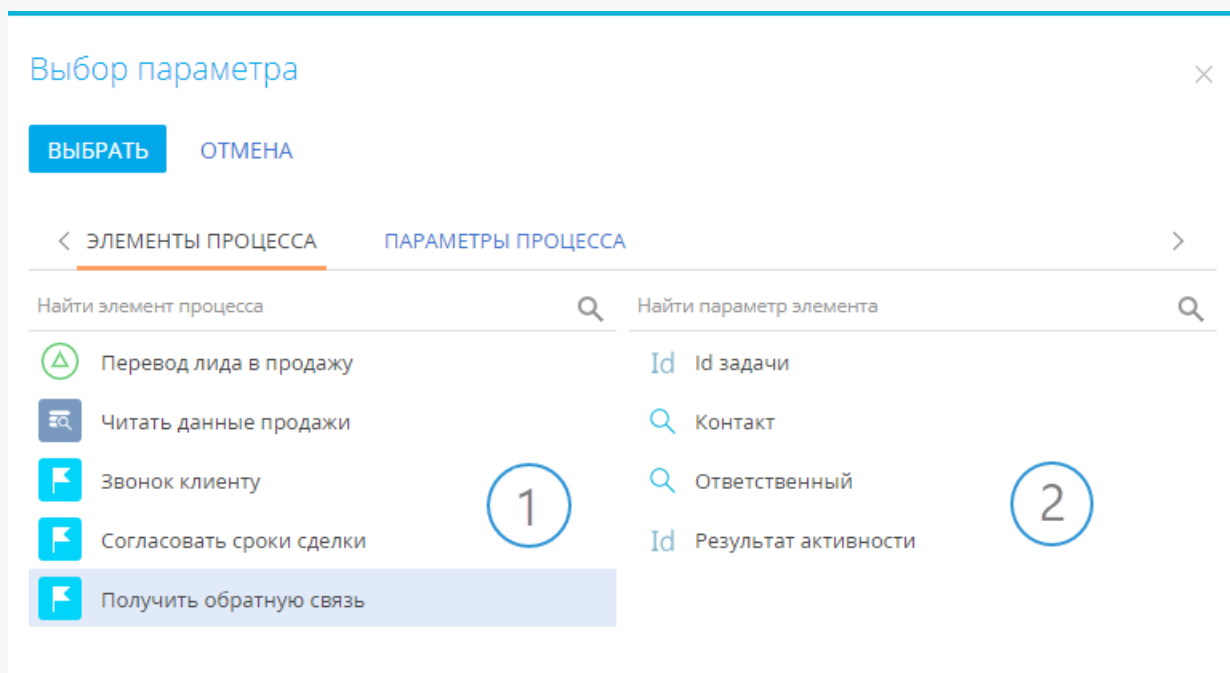 Выбор параметра
ВЫБРАТЬ ОТМЕНА
ЭЛЕМЕНТЫ ПРОЦЕССА ПАРАМЕТРЫ ПРОЦЕССА
Найти элемент процесса Найти параметр элемента
Перевод лида в продажу Id Id задачи
Читать данные продажи Контакт
Звонок клиенту Ответственный
1 2
Согласовать сроки сделки Id Результат активности
Получить обратную связь